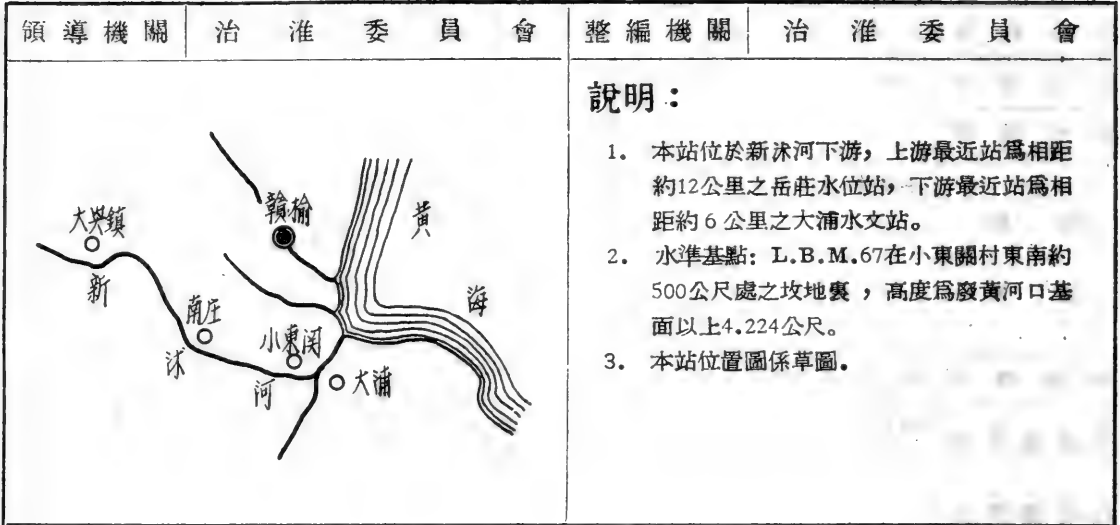 領導機關 治淮委員會 整編機關 治淮委員會
說明：
1. 本站位於新沭河下游，上游最近站爲相距
約12公里之岳莊水位站，下游最近站爲相
距約6公里之大浦水文站。
2. 水準基點：L.B.M.67在小東關村東南約
500公尺處之坟地裏，高度爲廢黃河口基
面以上4.224公尺。
3. 本站位置圖係草圖。
贛榆
黃
海
大吳鎮
新
南庄
小東関
沭
河
大浦